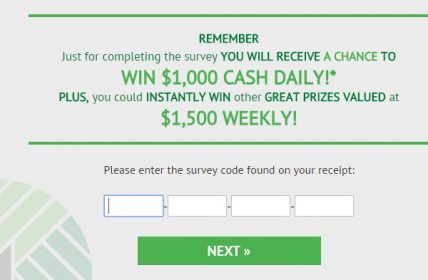 REMEMBER
Just for completing the survey YOU WILL RECEIVE A CHANCE TO
WIN $1,000 CASH DAILY!*
PLUS, you could INSTANTLY WIN other GREAT PRIZES VALUED at
$1,500 WEEKLY!
Please enter the survey code found on your receipt:
- - -
NEXT »